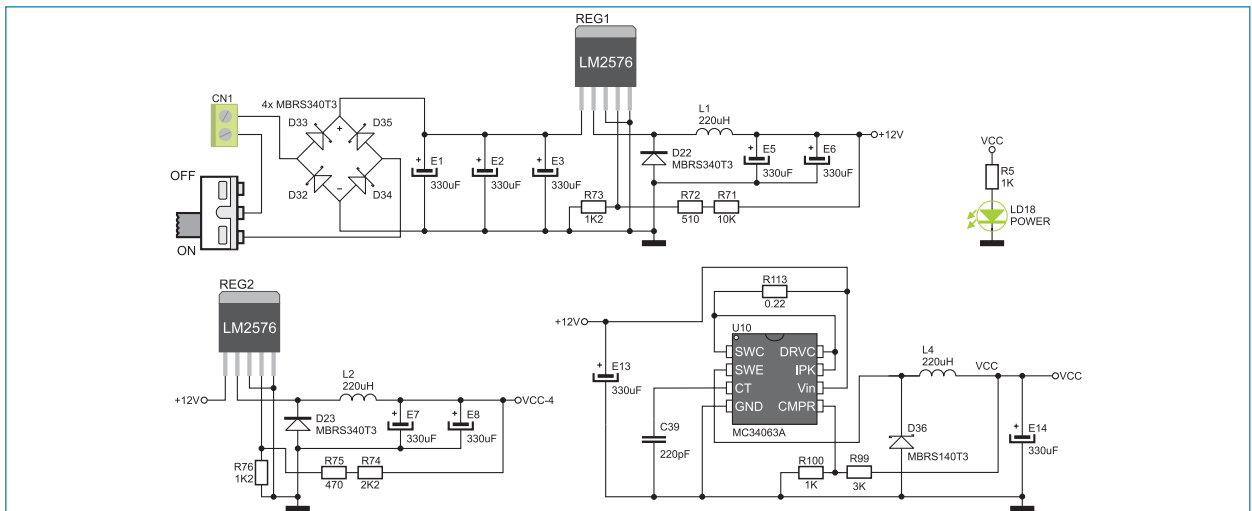 REG1
LM2576
CN1
4x MBRS340T3
D33
D35
+
-
D32
D34
OFF
ON
+
E1
330uF
+
E2
330uF
+
E3
330uF
R73
1K2
D22
MBRS340T3
L1
220uH
+
E5
330uF
+
E6
330uF
+12V
R72
510
R71
10K
VCC
R5
1K
LD18
POWER
REG2
LM2576
+12V
L2
220uH
D23
MBRS340T3
+
E7
330uF
+
E8
330uF
VCC-4
R76
1K2
R75
470
R74
2K2
+12V
+
E13
330uF
R113
0.22
U10
SWC
DRVC
SWE
IPK
CT
Vin
GND
CMPR
MC34063A
C39
220pF
R100
1K
R99
3K
L4
220uH
VCC
VCC
D36
MBRS140T3
+
E14
330uF